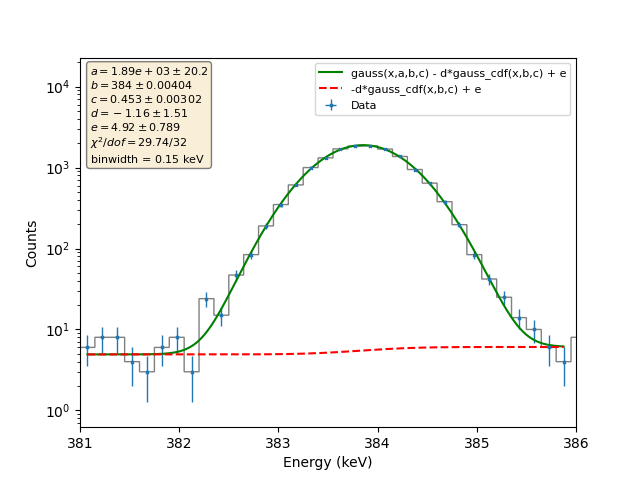 a = 1.89e + 03 ± 20.2
b = 384 ± 0.00404
c = 0.453 ± 0.00302
d = −1.16 ± 1.51
e = 4.92 ± 0.789
χ²/dof = 29.74/32
binwidth = 0.15 keV
gauss(x,a,b,c) - d*gauss_cdf(x,b,c) + e
-d*gauss_cdf(x,b,c) + e
Data
10⁴
10³
10²
10¹
10⁰
Counts
381 382 383 384 385 386
Energy (keV)